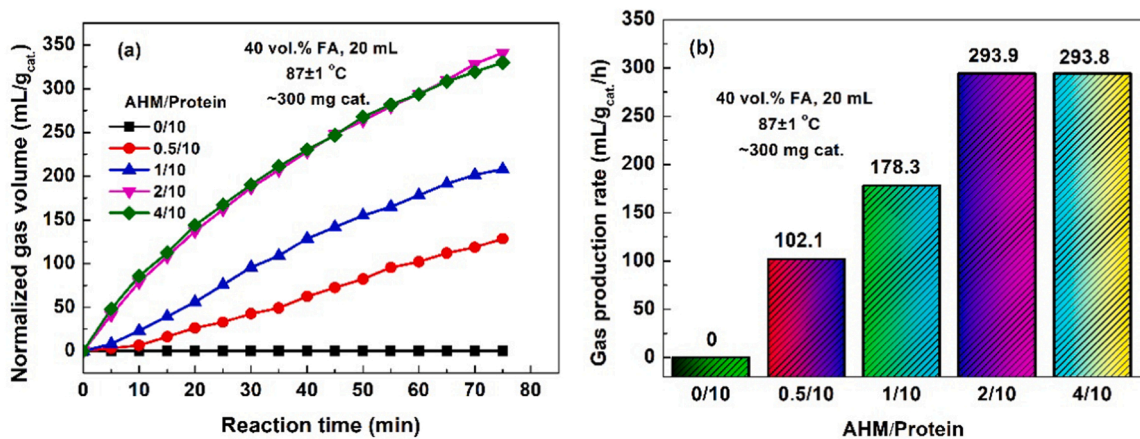 (a)
40 vol.% FA, 20 mL
87±1 °C
~300 mg cat.
AHM/Protein
0/10
0.5/10
1/10
2/10
4/10
Normalized gas volume (mL/gcat.)
350
300
250
200
150
100
50
0
0 10 20 30 40 50 60 70 80
Reaction time (min)
(b)
40 vol.% FA, 20 mL
87±1 °C
~300 mg cat.
Gas production rate (mL/gcat./h)
350
300
250
200
150
100
50
0
0
102.1
178.3
293.9
293.8
0/10 0.5/10 1/10 2/10 4/10
AHM/Protein